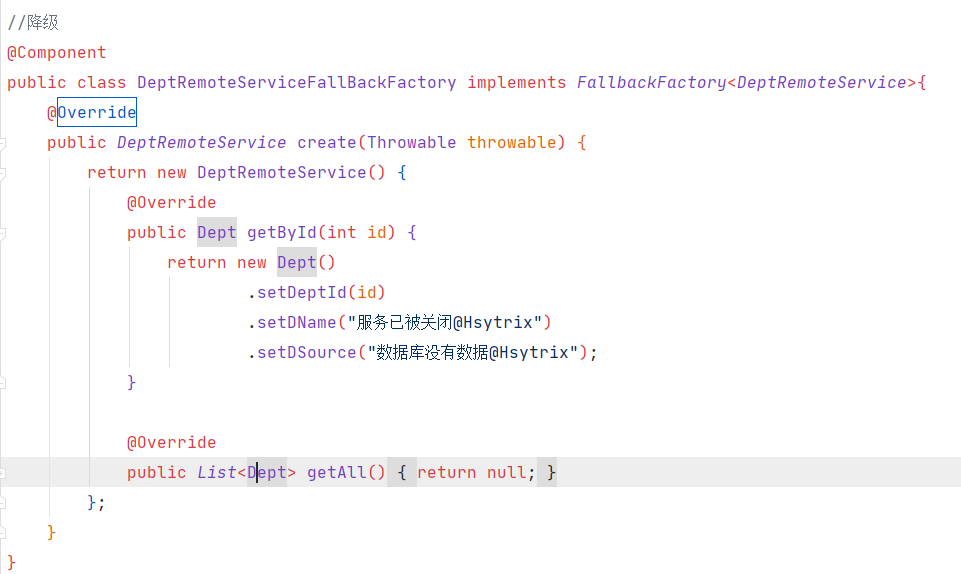 //降级
@Component
public class DeptRemoteServiceFallBackFactory implements FallbackFactory<DeptRemoteService>{
@Override
public DeptRemoteService create(Throwable throwable) {
return new DeptRemoteService() {
@Override
public Dept getById(int id) {
return new Dept()
.setDeptId(id)
.setDName("服务已被关闭@Hsytrix")
.setDSource("数据库没有数据@Hsytrix");
}
@Override
public List<Dept> getAll() { return null; }
};
}
}